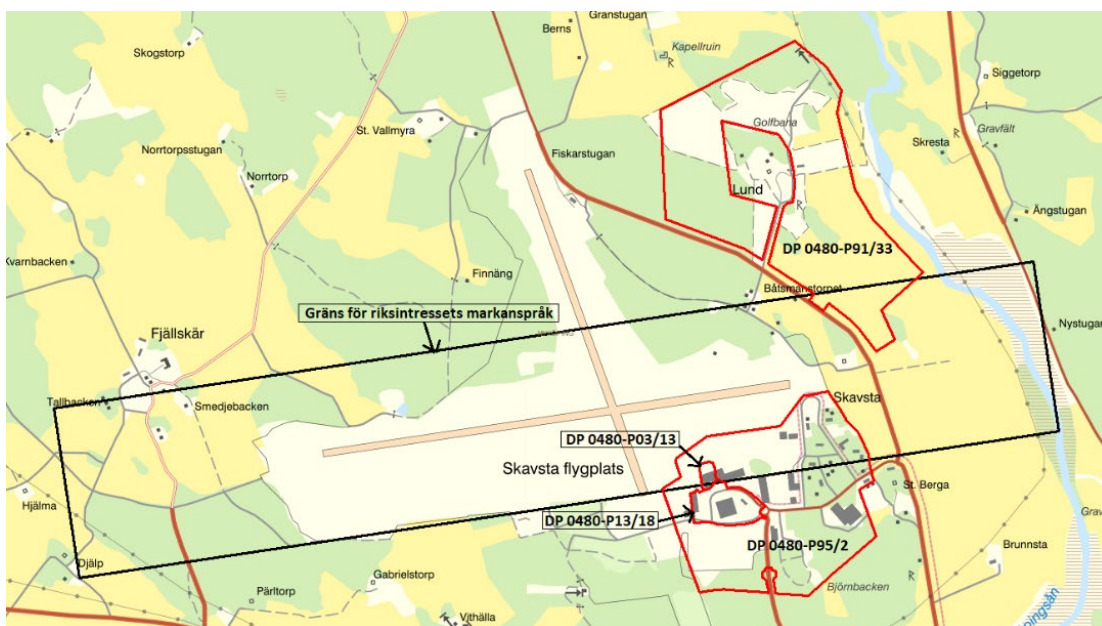 Skogstorp
Berns
Granstugan
Kapellruin
R
Siggetorp
St. Vallmyra
Golfbana
Gravfält
Norrtorpsstugan
Fiskarstugan
Skresta
R
Norrtorp
Lund
R
Ängstugan
DP 0480-P91/33
Kvarnbacken
Finnäng
Båtsmanstorpet
Gräns för riksintressets markanspråk
Fjällskär
Nystugan
Tallbacken
Smedjebacken
Skavsta
DP 0480-P03/13
Skavsta flygplats
St. Berga
Hjälma
DP 0480-P13/18
DP 0480-P95/2
Brunnsta
Djälp
Gabrielstorp
Björnbacken
R
Pärltorp
Vithälla